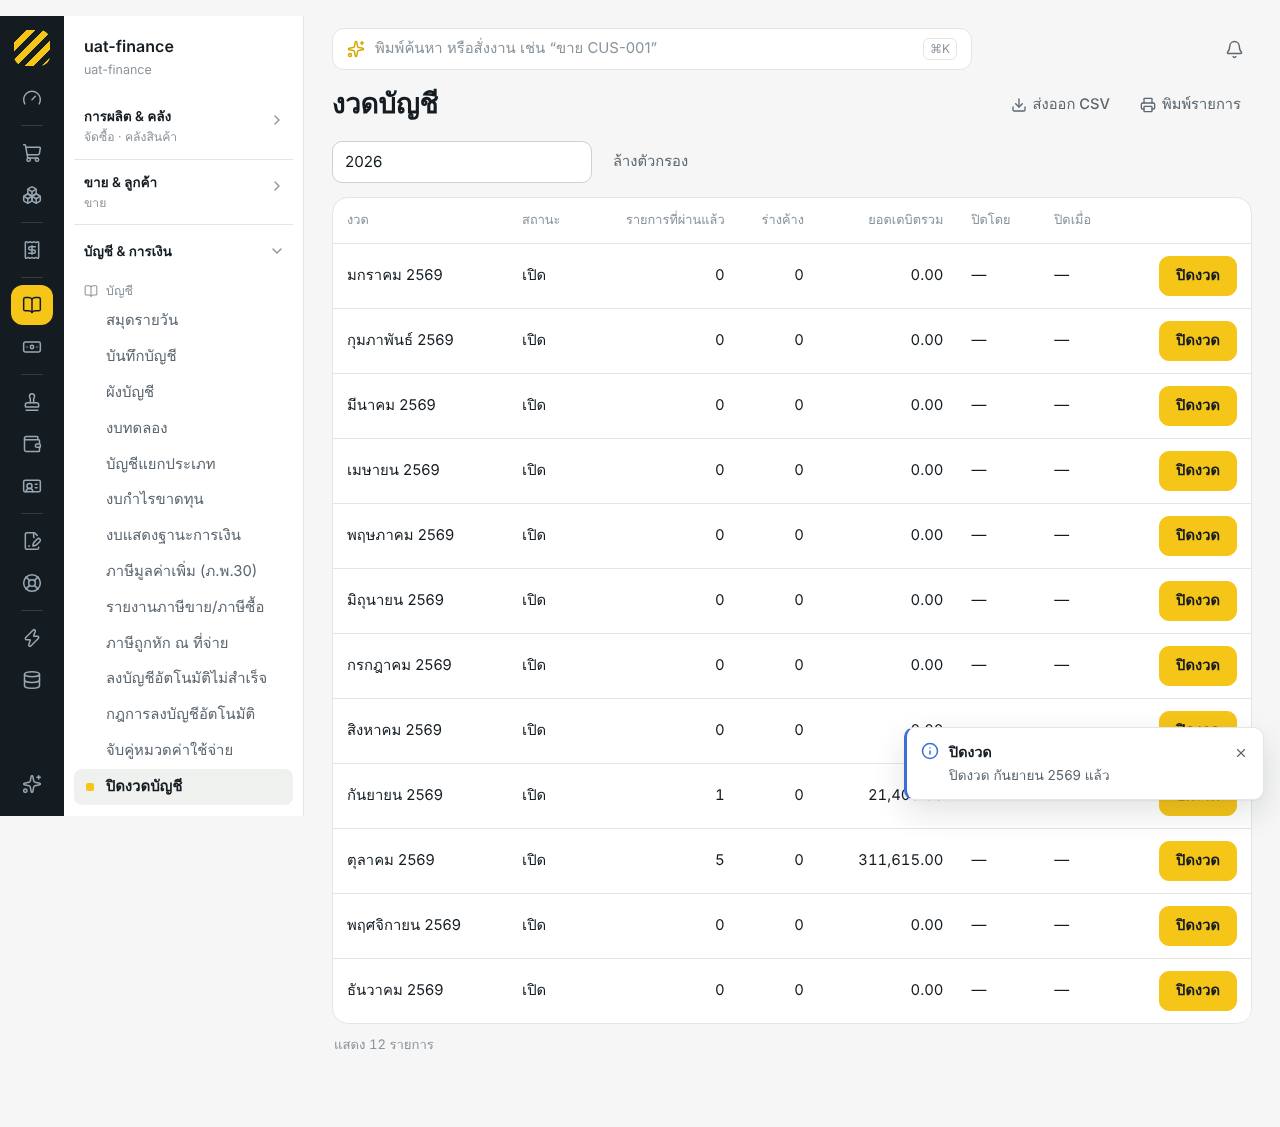 uat-finance
uat-finance
การผลิต & คลัง
จัดซื้อ · คลังสินค้า
ขาย & ลูกค้า
ขาย
บัญชี & การเงิน
บัญชี
สมุดรายวัน
บันทึกบัญชี
ผังบัญชี
งบทดลอง
บัญชีแยกประเภท
งบกำไรขาดทุน
งบแสดงฐานะการเงิน
ภาษีมูลค่าเพิ่ม (ภ.พ.30)
รายงานภาษีขาย/ภาษีซื้อ
ภาษีถูกหัก ณ ที่จ่าย
ลงบัญชีอัตโนมัติไม่สำเร็จ
กฎการลงบัญชีอัตโนมัติ
จับคู่หมวดค่าใช้จ่าย
ปิดงวดบัญชี
พิมพ์ค้นหา หรือสั่งงาน เช่น “ขาย CUS-001” ⌘K
งวดบัญชี
ส่งออก CSV พิมพ์รายการ
2026 ล้างตัวกรอง
งวด สถานะ รายการที่ผ่านแล้ว ร่างค้าง ยอดเดบิตรวม ปิดโดย ปิดเมื่อ
มกราคม 2569 เปิด 0 0 0.00 — — ปิดงวด
กุมภาพันธ์ 2569 เปิด 0 0 0.00 — — ปิดงวด
มีนาคม 2569 เปิด 0 0 0.00 — — ปิดงวด
เมษายน 2569 เปิด 0 0 0.00 — — ปิดงวด
พฤษภาคม 2569 เปิด 0 0 0.00 — — ปิดงวด
มิถุนายน 2569 เปิด 0 0 0.00 — — ปิดงวด
กรกฎาคม 2569 เปิด 0 0 0.00 — — ปิดงวด
สิงหาคม 2569 เปิด 0 0
ปิดงวด
ปิดงวด กันยายน 2569 แล้ว
กันยายน 2569 เปิด 1 0
ตุลาคม 2569 เปิด 5 0 311,615.00 — — ปิดงวด
พฤศจิกายน 2569 เปิด 0 0 0.00 — — ปิดงวด
ธันวาคม 2569 เปิด 0 0 0.00 — — ปิดงวด
แสดง 12 รายการ